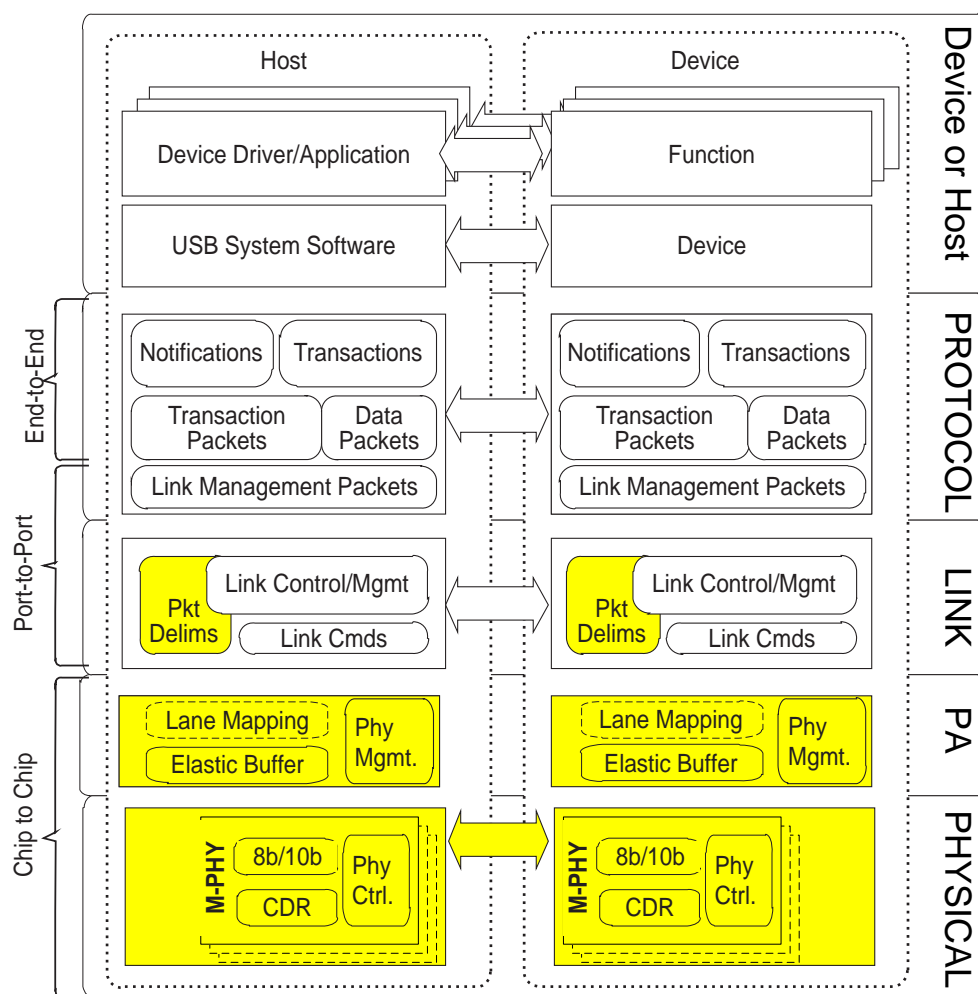 Host
Device
Device Driver/Application
Function
USB System Software
Device
Device or Host
End-to-End
Notifications
Transactions
Transaction
Packets
Data
Packets
Link Management Packets
Notifications
Transactions
Transaction
Packets
Data
Packets
Link Management Packets
PROTOCOL
Port-to-Port
Pkt
Delims
Link Control/Mgmt
Link Cmds
Pkt
Delims
Link Control/Mgmt
Link Cmds
LINK
Chip to Chip
Lane Mapping
Elastic Buffer
Phy
Mgmt.
Lane Mapping
Elastic Buffer
Phy
Mgmt.
PA
M-PHY
8b/10b
CDR
Phy
Ctrl.
M-PHY
8b/10b
CDR
Phy
Ctrl.
PHYSICAL